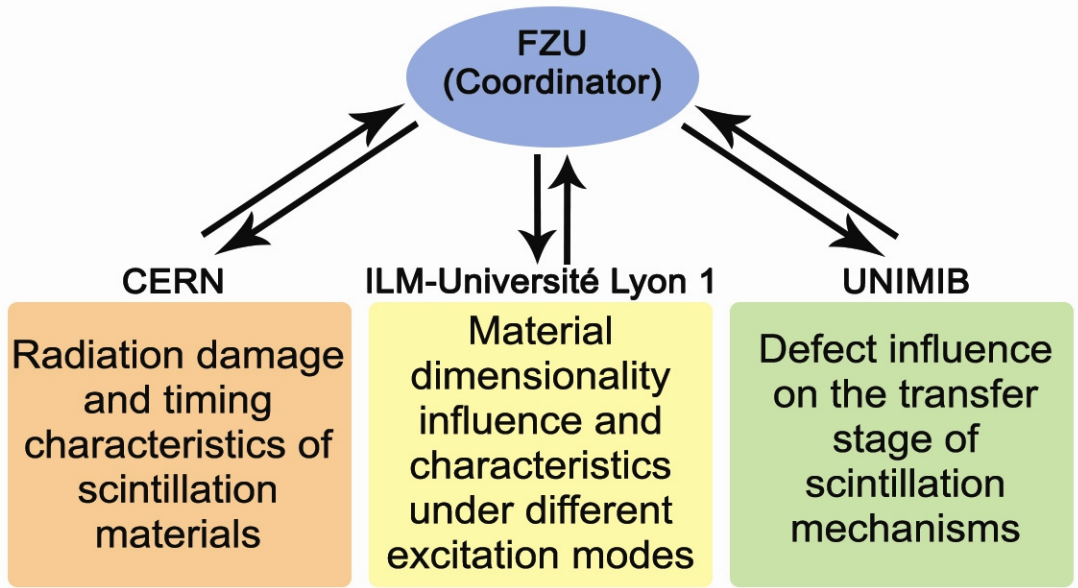 FZU
(Coordinator)
CERN
Radiation damage
and timing
characteristics of
scintillation
materials
ILM-Université Lyon 1
Material
dimensionality
influence and
characteristics
under different
excitation modes
UNIMIB
Defect influence
on the transfer
stage of
scintillation
mechanisms